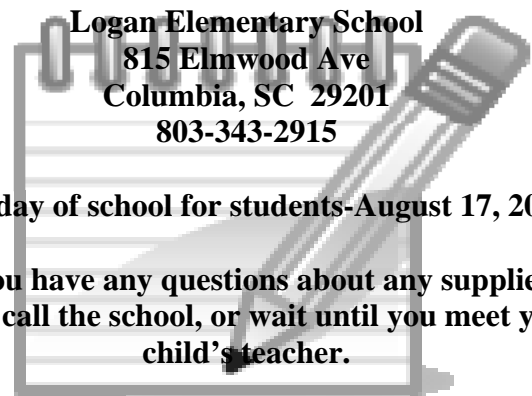 Logan Elementary School
815 Elmwood Ave
Columbia, SC 29201
803-343-2915
day of school for students-August 17, 20
you have any questions about any supplie
call the school, or wait until you meet y
child's teacher.